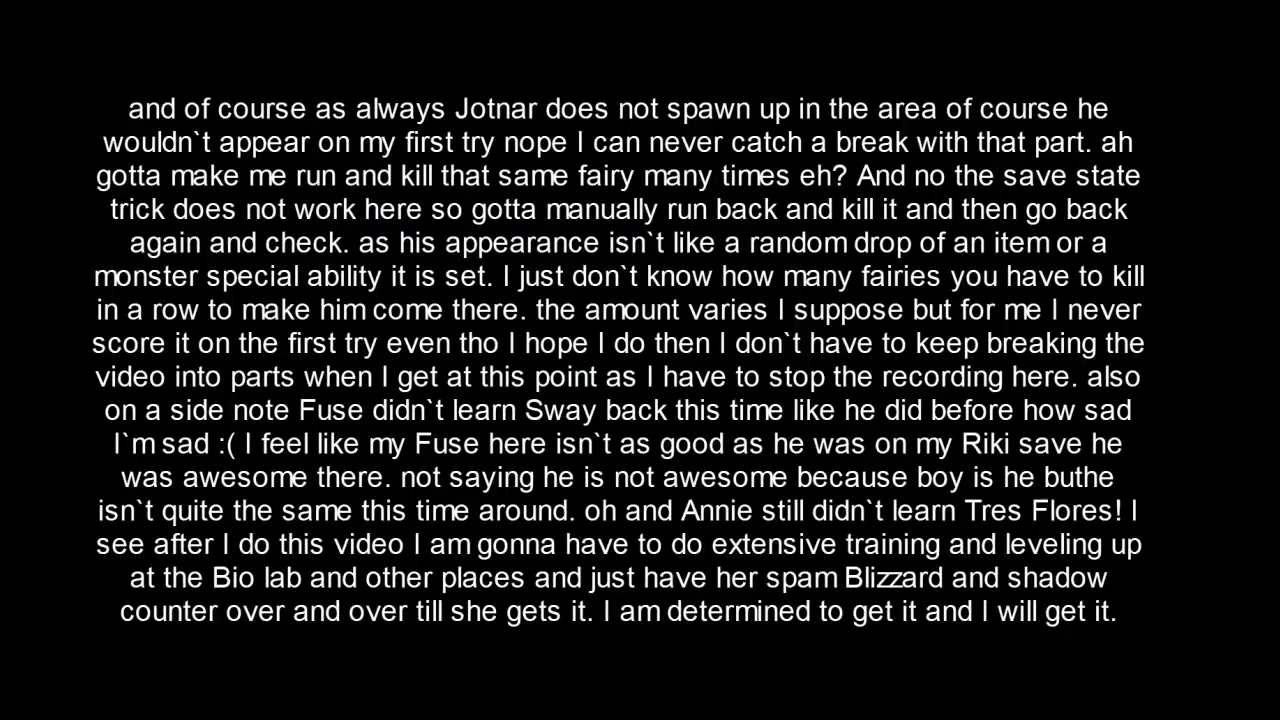 and of course as always Jotnar does not spawn up in the area of course he
wouldn`t appear on my first try nope I can never catch a break with that part. ah
gotta make me run and kill that same fairy many times eh? And no the save state
trick does not work here so gotta manually run back and kill it and then go back
again and check. as his appearance isn`t like a random drop of an item or a
monster special ability it is set. I just don`t know how many fairies you have to kill
in a row to make him come there. the amount varies I suppose but for me I never
score it on the first try even tho I hope I do then I don`t have to keep breaking the
video into parts when I get at this point as I have to stop the recording here. also
on a side note Fuse didn`t learn Sway back this time like he did before how sad
I`m sad :( I feel like my Fuse here isn`t as good as he was on my Riki save he
was awesome there. not saying he is not awesome because boy is he buthe
isn`t quite the same this time around. oh and Annie still didn`t learn Tres Flores! I
see after I do this video I am gonna have to do extensive training and leveling up
at the Bio lab and other places and just have her spam Blizzard and shadow
counter over and over till she gets it. I am determined to get it and I will get it.